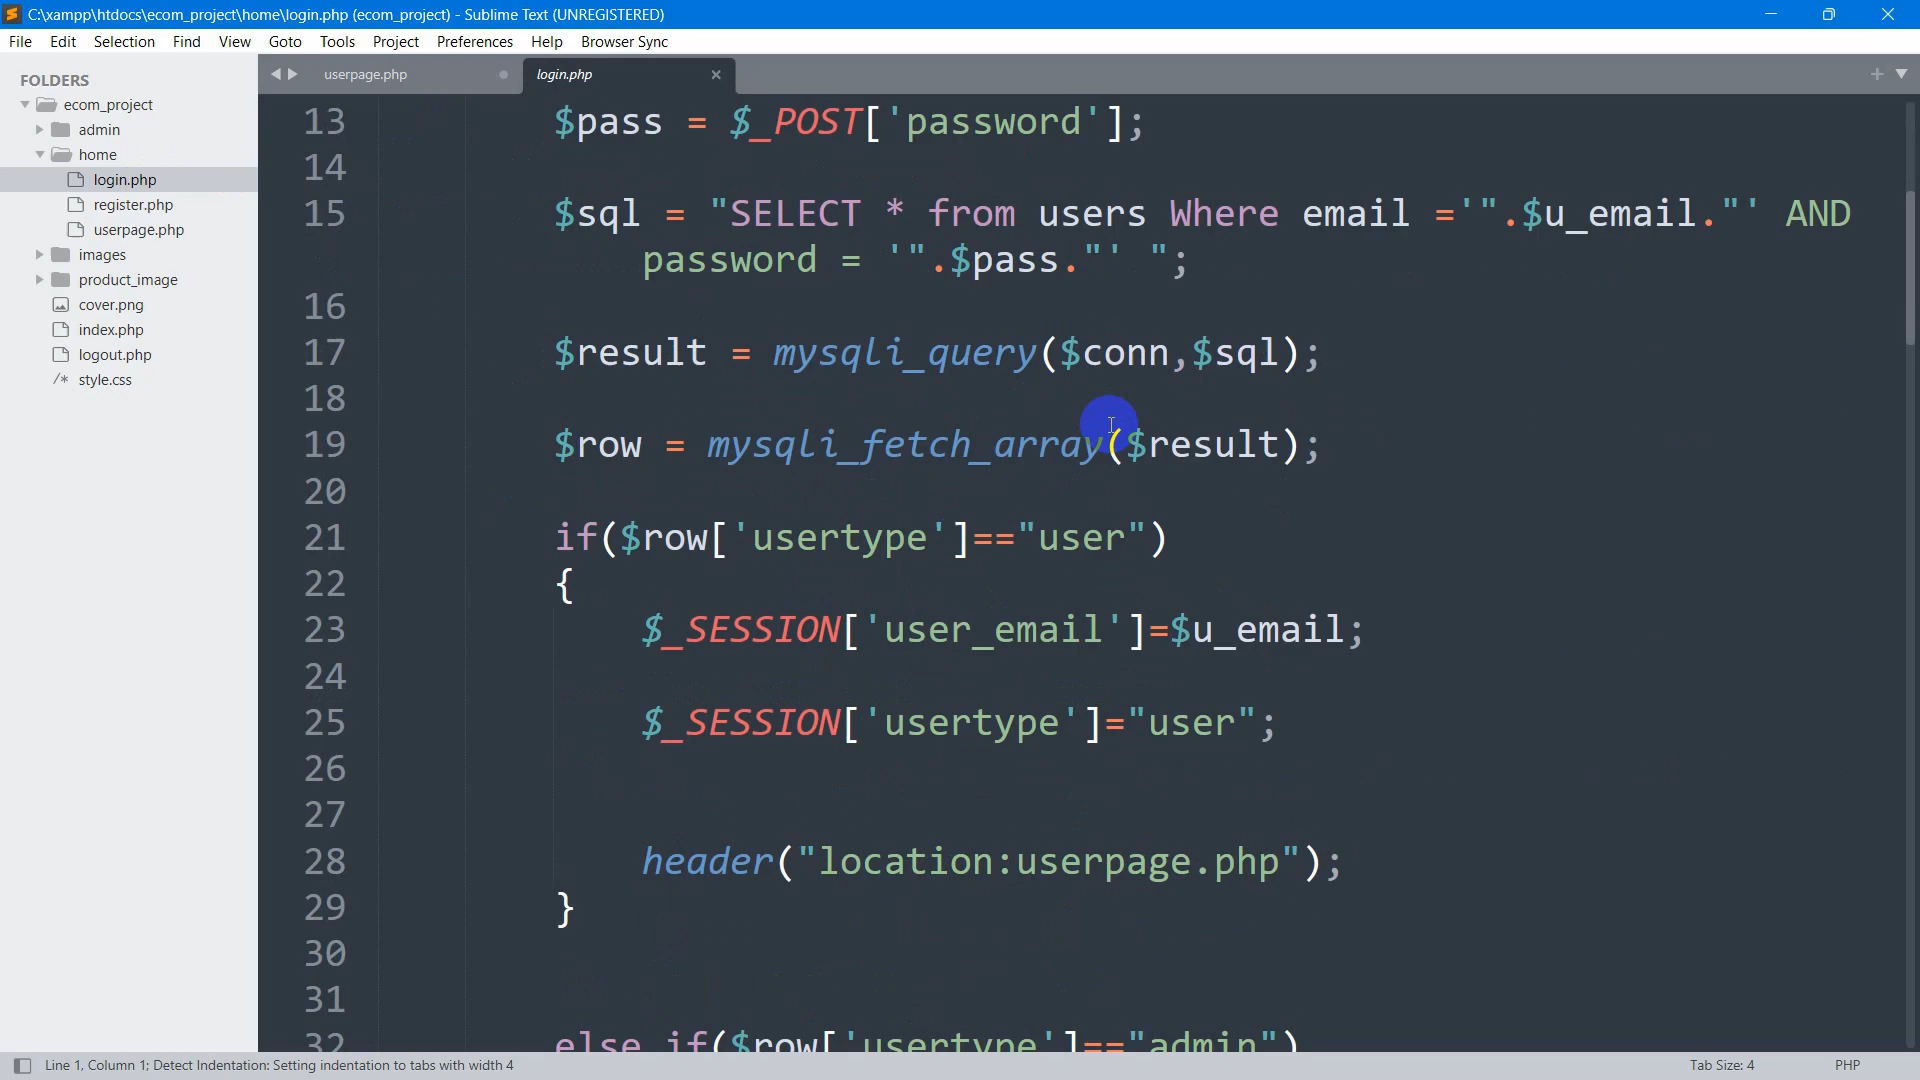 C:\xampp\htdocs\ecom_project\home\login.php (ecom_project) - Sublime Text (UNREGISTERED)
File Edit Selection Find View Goto Tools Project Preferences Help Browser Sync
FOLDERS
ecom_project
admin
home
login.php
register.php
userpage.php
images
product_image
cover.png
index.php
logout.php
/* style.css
userpage.php login.php
13 $pass = $_POST['password'];
14
15 $sql = "SELECT * from users Where email ='".$u_email."' AND
password = '".$pass."' ";
16
17 $result = mysqli_query($conn,$sql);
18
19 $row = mysqli_fetch_array($result);
20
21 if($row['usertype']=="user")
22 {
23 $_SESSION['user_email']=$u_email;
24
25 $_SESSION['usertype']="user";
26
27
28 header("location:userpage.php");
29 }
30
31
32 else if($row['usertype']=="admin")
Line 1, Column 1; Detect Indentation: Setting indentation to tabs with width 4
Tab Size: 4 PHP